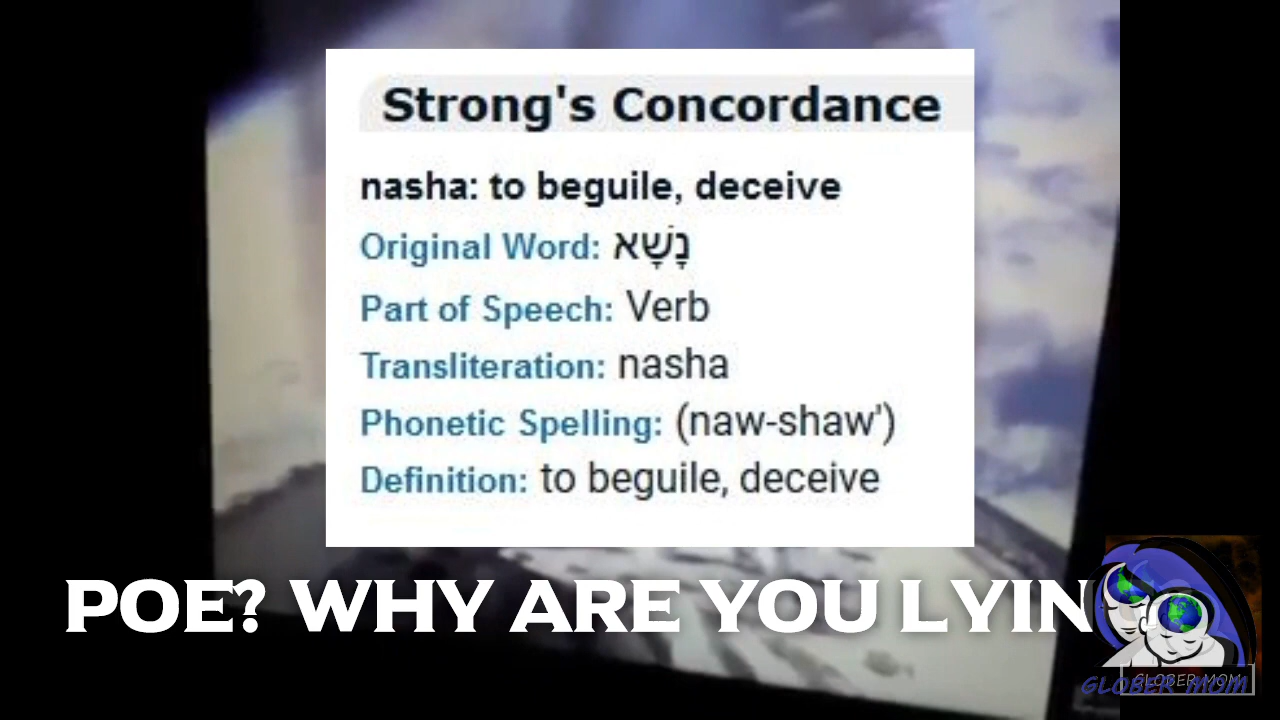 Strong's Concordance
nasha: to beguile, deceive
Original Word: נָשָׁא
Part of Speech: Verb
Transliteration: nasha
Phonetic Spelling: (naw-shaw')
Definition: to beguile, deceive
POE? WHY ARE YOU LYIN
GLOBER MOM